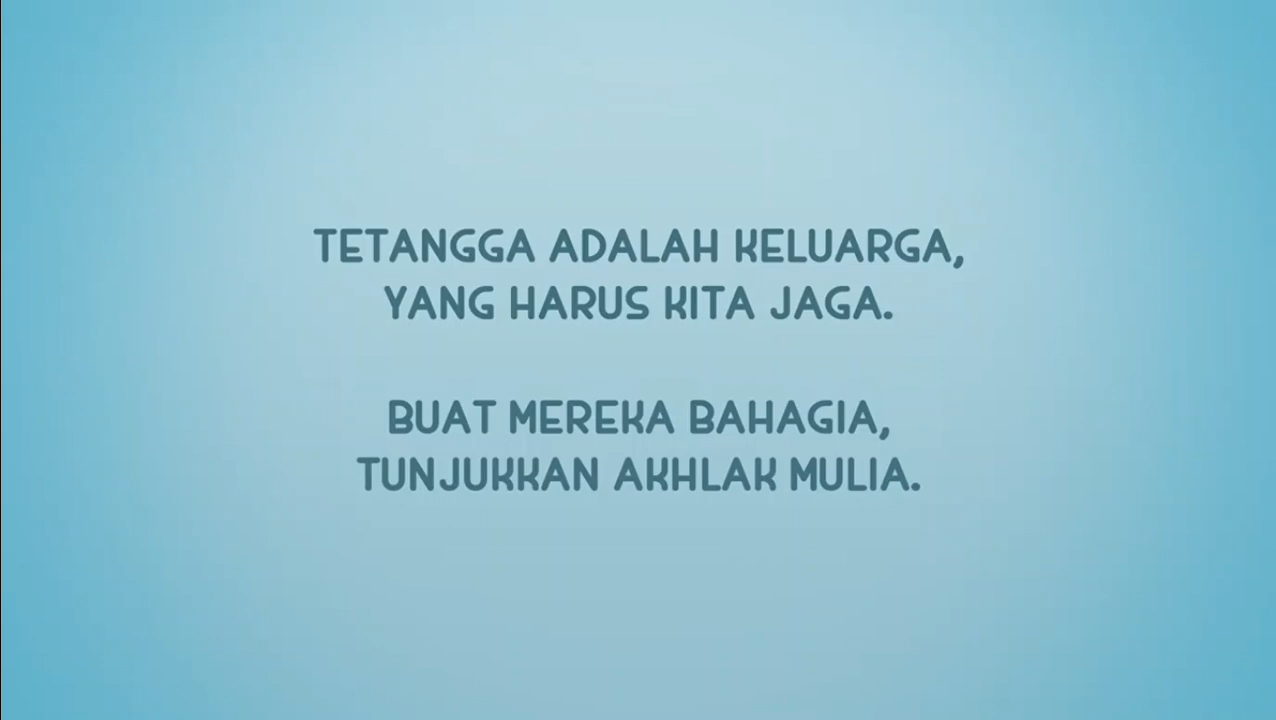 TETANGGA ADALAH KELUARGA,
YANG HARUS KITA JAGA.
BUAT MEREKA BAHAGIA,
TUNJUKKAN AKHLAK MULIA.